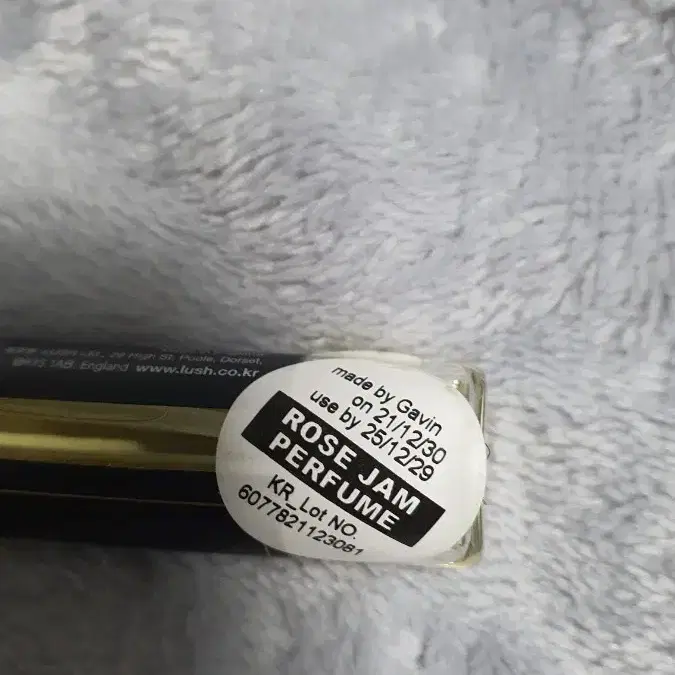 29 High St, Poole, Dorset,
1AB, England www.lush.co.kr
made by Gavin
on 21/12/30
use by 25/12/29
ROSE JAM
PERFUME
KR_Lot NO.
6077821123081